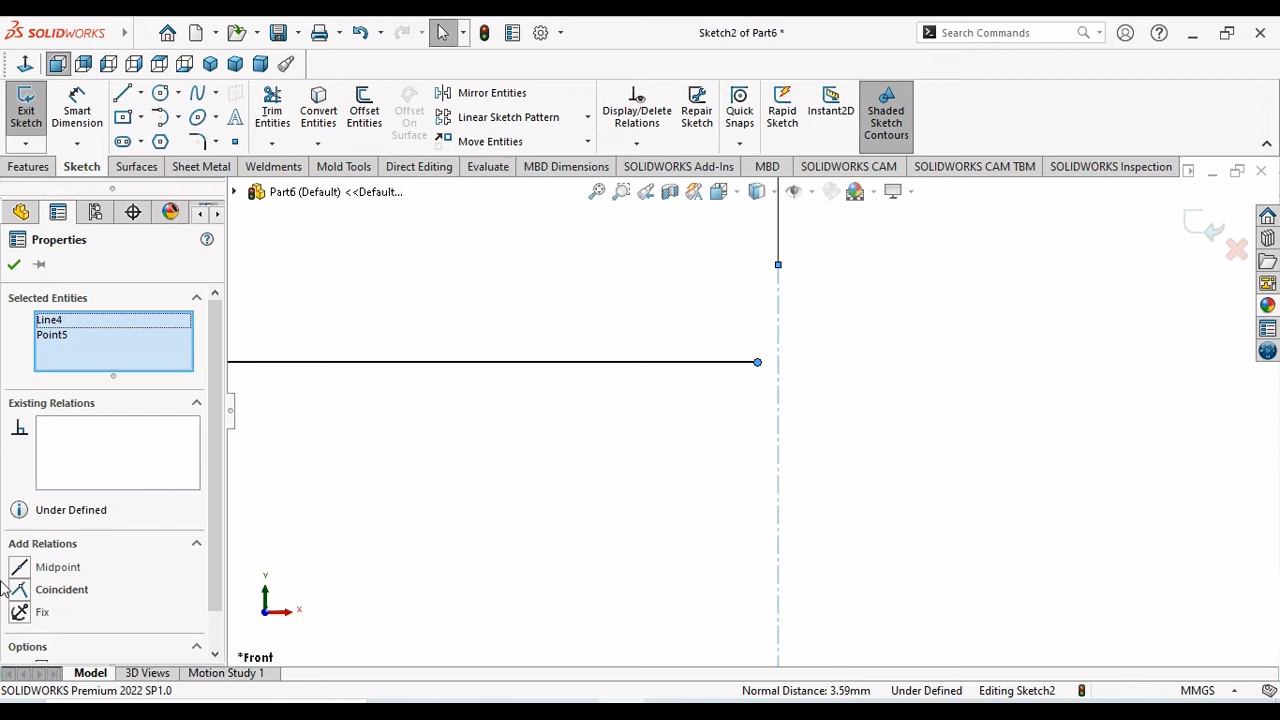 SOLIDWORKS
Sketch2 of Part6 *
Search Commands
Exit Sketch
Smart Dimension
Trim Entities
Convert Entities
Offset Entities
Offset On Surface
Mirror Entities
Linear Sketch Pattern
Move Entities
Display/Delete Relations
Repair Sketch
Quick Snaps
Rapid Sketch
Instant2D
Shaded Sketch Contours
Features
Sketch
Surfaces
Sheet Metal
Weldments
Mold Tools
Direct Editing
Evaluate
MBD Dimensions
SOLIDWORKS Add-Ins
MBD
SOLIDWORKS CAM
SOLIDWORKS CAM TBM
SOLIDWORKS Inspection
Part6 (Default) <<Default...
Properties
Selected Entities
Line4
Point5
Existing Relations
Under Defined
Add Relations
Midpoint
Coincident
Fix
Options
Y
X
*Front
Model
3D Views
Motion Study 1
SOLIDWORKS Premium 2022 SP1.0
Normal Distance: 3.59mm
Under Defined
Editing Sketch2
MMGS